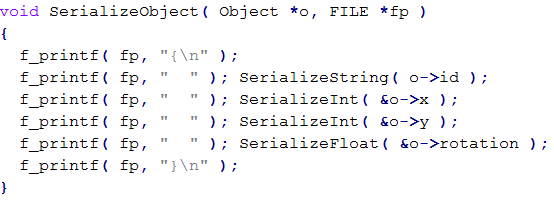 void SerializeObject( Object *o, FILE *fp )
{
  f_printf( fp, "{\n" );
  f_printf( fp, "  " ); SerializeString( o->id );
  f_printf( fp, "  " ); SerializeInt( &o->x );
  f_printf( fp, "  " ); SerializeInt( &o->y );
  f_printf( fp, "  " ); SerializeFloat( &o->rotation );
  f_printf( fp, "}\n" );
}